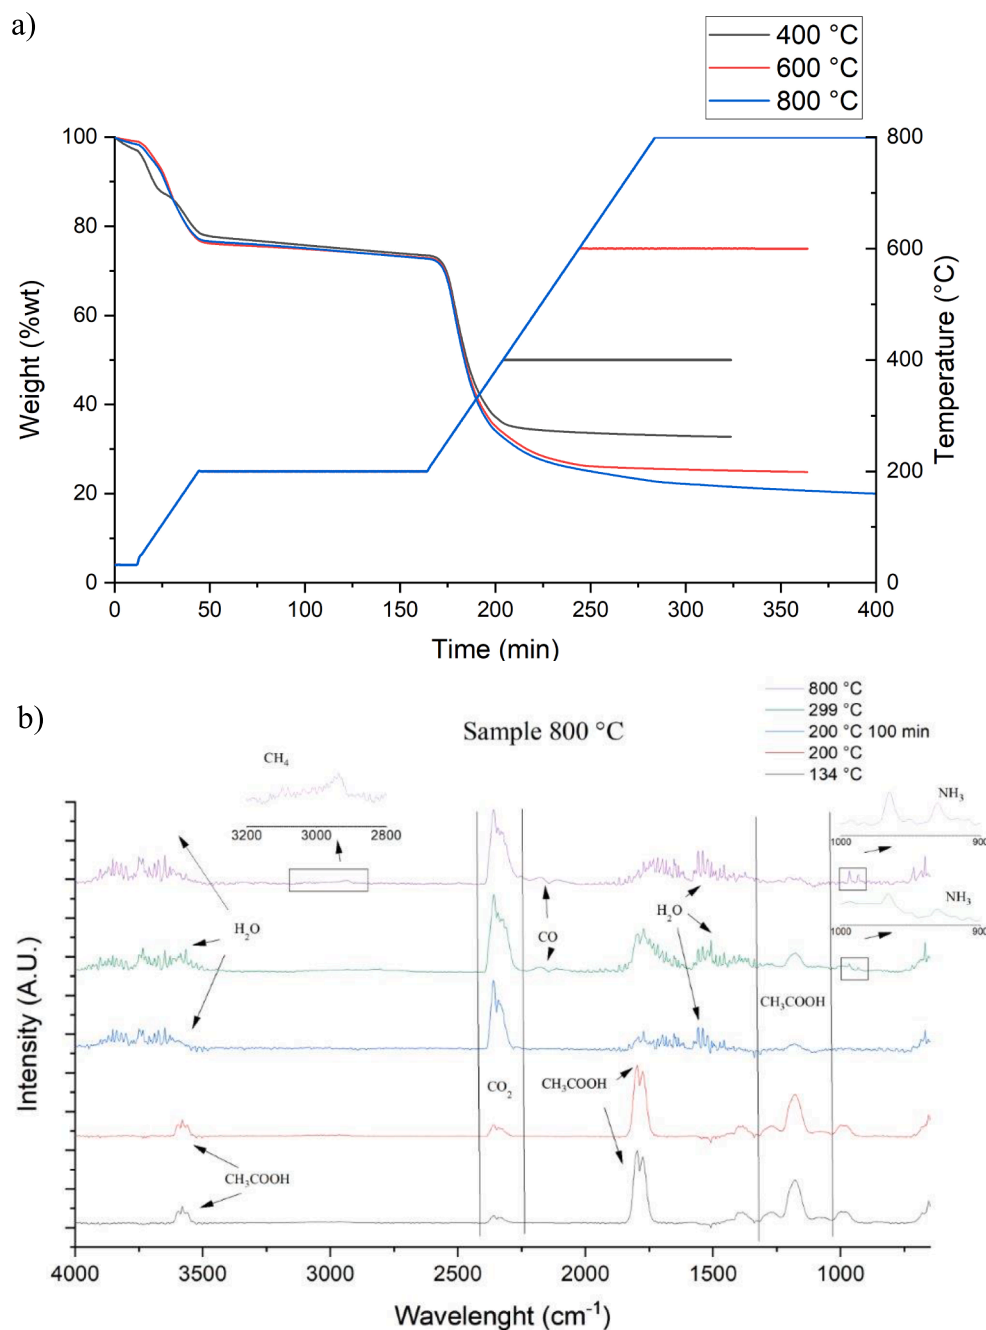 a)
400 °C
600 °C
800 °C
100
80
60
40
20
0
800
600
400
200
0
Weight (%wt)
Temperature (°C)
0 50 100 150 200 250 300 350 400
Time (min)
b)
Sample 800 °C
800 °C
299 °C
200 °C 100 min
200 °C
134 °C
CH4
3200 3000 2800
NH3
1000 900
H2O
CO
H2O
NH3
1000 900
CH3COOH
CO2
CH3COOH
CH3COOH
Intensity (A.U.)
4000 3500 3000 2500 2000 1500 1000
Wavelenght (cm-1)